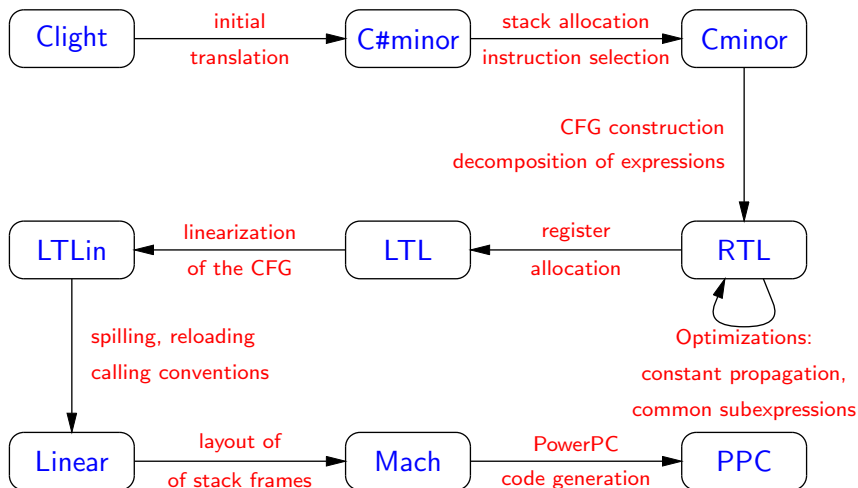 Clight
initial
translation
C#minor
stack allocation
instruction selection
Cminor
CFG construction
decomposition of expressions
LTLin
linearization
of the CFG
LTL
register
allocation
RTL
Optimizations:
constant propagation,
common subexpressions
spilling, reloading
calling conventions
Linear
layout of
of stack frames
Mach
PowerPC
code generation
PPC